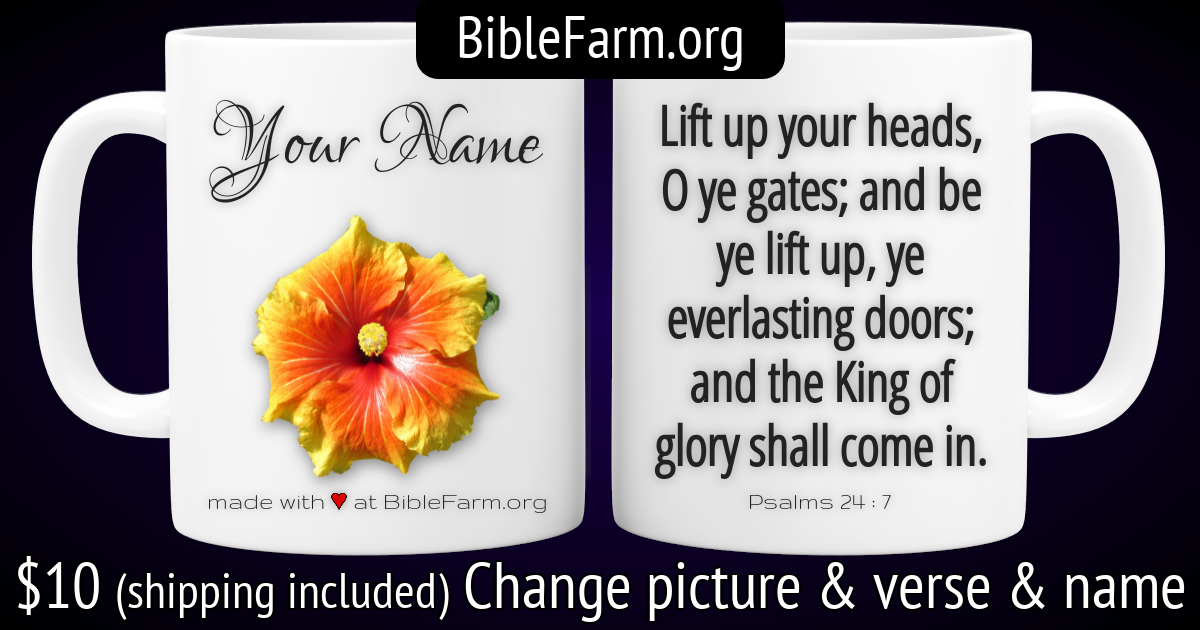 BibleFarm.org
Your Name
made with ♥ at BibleFarm.org
Lift up your heads,
O ye gates; and be
ye lift up, ye
everlasting doors;
and the King of
glory shall come in.
Psalms 24 : 7
$10 (shipping included) Change picture & verse & name